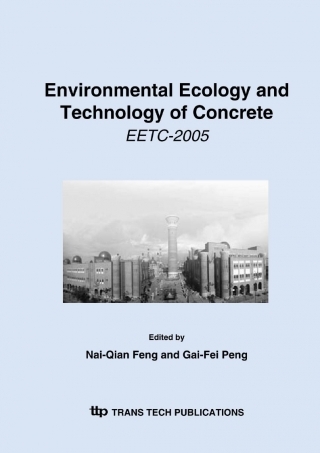 Environmental Ecology and
Technology of Concrete
EETC-2005
Edited by
Nai-Qian Feng and Gai-Fei Peng
ttp TRANS TECH PUBLICATIONS